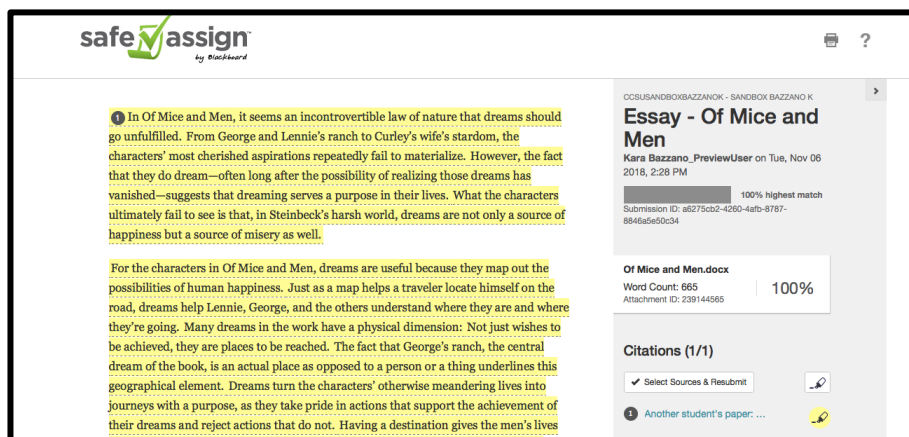 safe assign™
by Blackboard
?
1 In Of Mice and Men, it seems an incontrovertible law of nature that dreams should
go unfulfilled. From George and Lennie's ranch to Curley's wife's stardom, the
characters' most cherished aspirations repeatedly fail to materialize. However, the fact
that they do dream—often long after the possibility of realizing those dreams has
vanished—suggests that dreaming serves a purpose in their lives. What the characters
ultimately fail to see is that, in Steinbeck's harsh world, dreams are not only a source of
happiness but a source of misery as well.
For the characters in Of Mice and Men, dreams are useful because they map out the
possibilities of human happiness. Just as a map helps a traveler locate himself on the
road, dreams help Lennie, George, and the others understand where they are and where
they're going. Many dreams in the work have a physical dimension: Not just wishes to
be achieved, they are places to be reached. The fact that George's ranch, the central
dream of the book, is an actual place as opposed to a person or a thing underlines this
geographical element. Dreams turn the characters' otherwise meandering lives into
journeys with a purpose, as they take pride in actions that support the achievement of
their dreams and reject actions that do not. Having a destination gives the men's lives
CCSUSANDBOXBAZZANOK - SANDBOX BAZZANO K
Essay - Of Mice and
Men
Kara Bazzano_PreviewUser on Tue, Nov 06
2018, 2:28 PM
100% highest match
Submission ID: a6275cb2-4260-4afb-8787-
8846a5e50c34
Of Mice and Men.docx
Word Count: 665
100%
Attachment ID: 239144565
Citations (1/1)
Select Sources & Resubmit
1 Another student's paper: ...